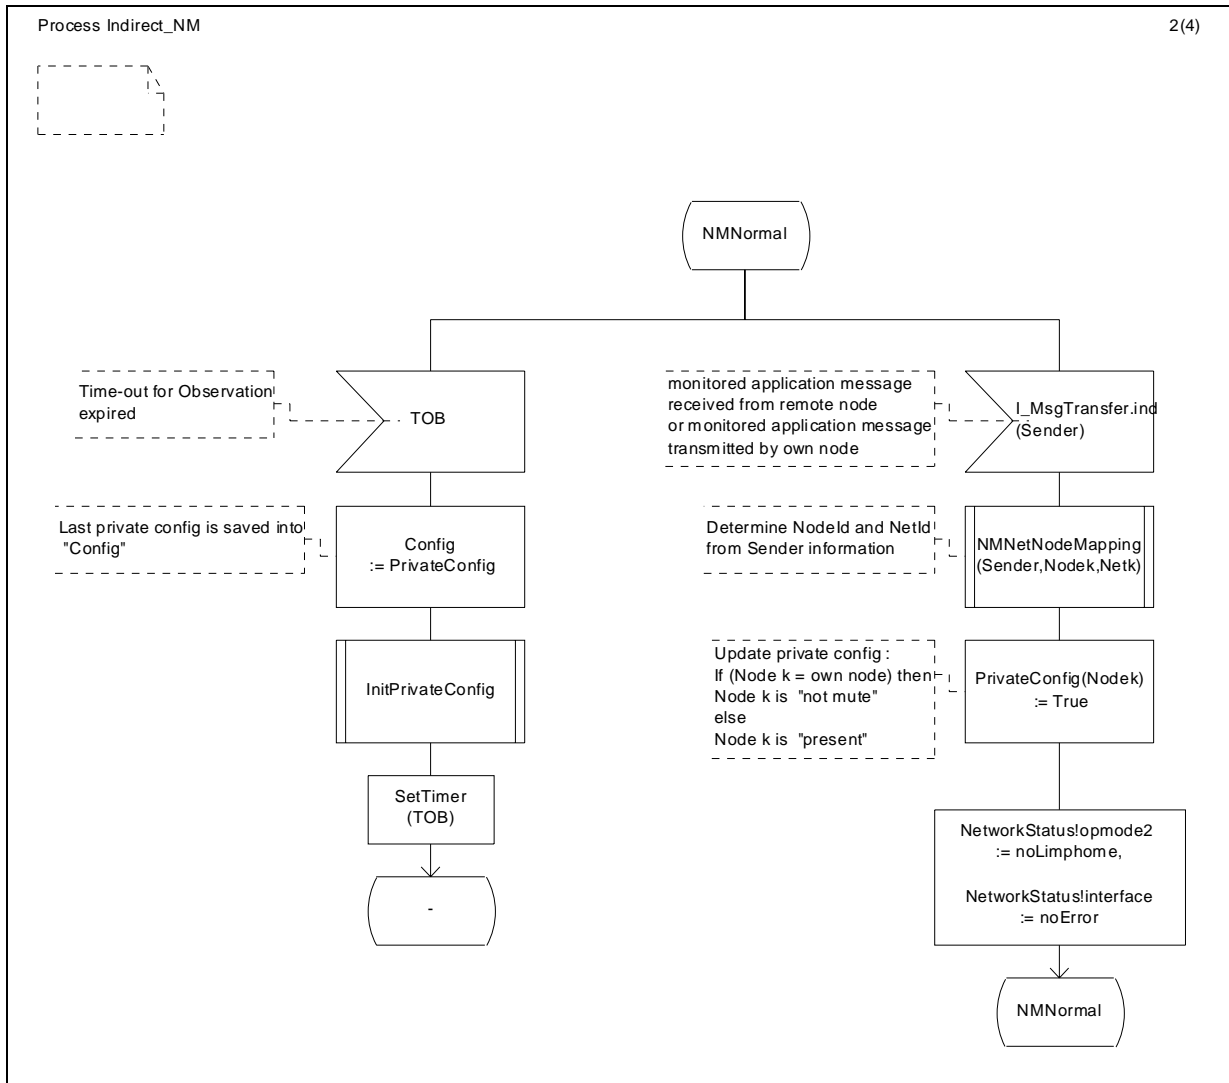 Process Indirect_NM
2(4)
NMNormal
Time-out for Observation
expired
TOB
Last private config is saved into
"Config"
Config
:= PrivateConfig
InitPrivateConfig
SetTimer
(TOB)
-
monitored application message
received from remote node
or monitored application message
transmitted by own node
I_MsgTransfer.ind
(Sender)
Determine NodeId and NetId
from Sender information
NMNetNodeMapping
(Sender,Nodek,Netk)
Update private config :
If (Node k = own node) then
Node k is "not mute"
else
Node k is "present"
PrivateConfig(Nodek)
:= True
NetworkStatus!opmode2
:= noLimphome,
NetworkStatus!interface
:= noError
NMNormal